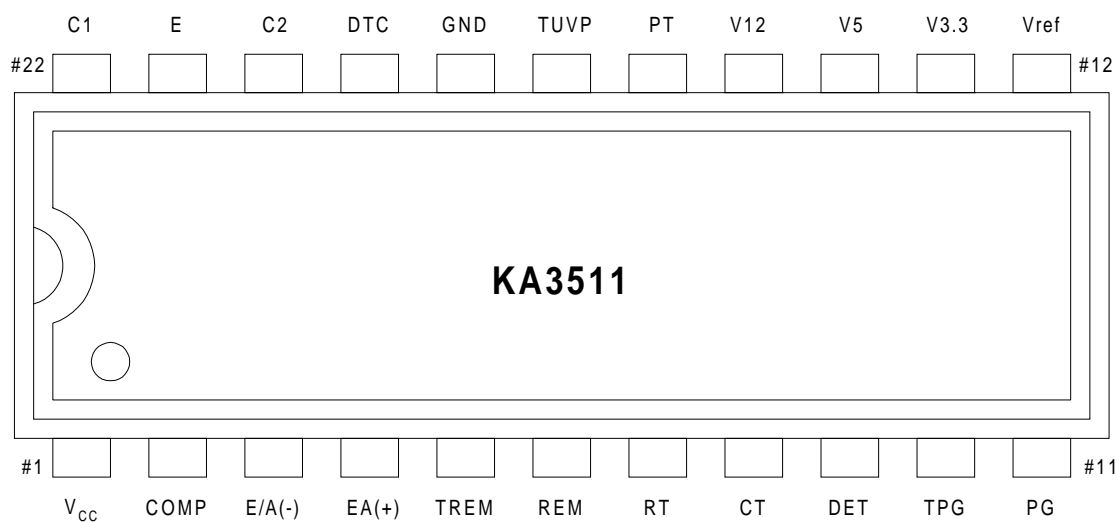 C1 E C2 DTC GND TUVP PT V12 V5 V3.3 Vref
#22 #12
KA3511
#1 #11
VCC COMP E/A(-) EA(+) TREM REM RT CT DET TPG PG